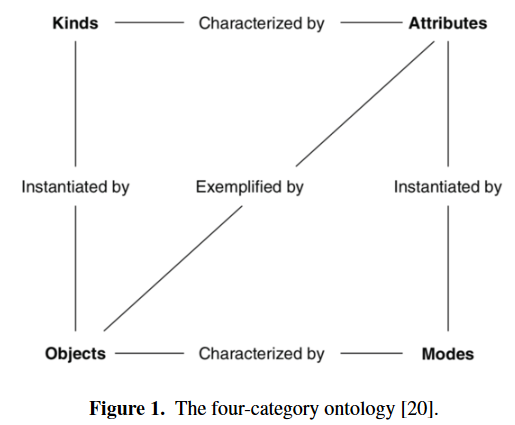 Kinds Characterized by Attributes
Instantiated by Exemplified by Instantiated by
Objects Characterized by Modes
Figure 1. The four-category ontology [20].